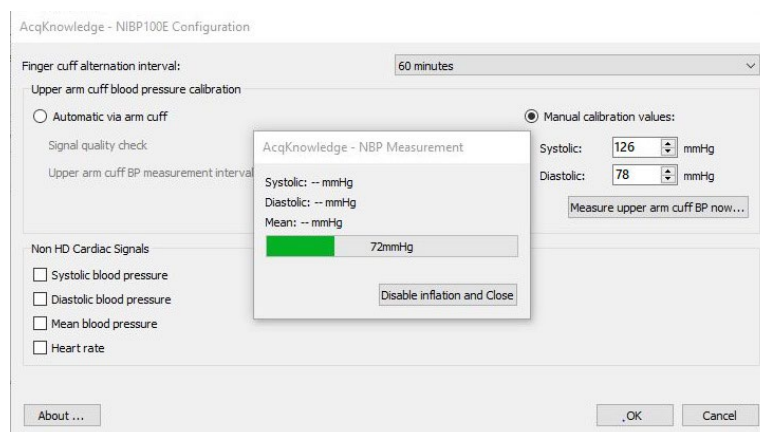 AcqKnowledge - NIBP100E Configuration
Finger cuff alternation interval:
60 minutes
Upper arm cuff blood pressure calibration
Automatic via arm cuff
Manual calibration values:
Signal quality check
Systolic: 126 mmHg
Upper arm cuff BP measurement interval
Diastolic: 78 mmHg
Measure upper arm cuff BP now...
AcqKnowledge - NBP Measurement
Systolic: -- mmHg
Diastolic: -- mmHg
Mean: -- mmHg
72mmHg
Disable inflation and Close
Non HD Cardiac Signals
Systolic blood pressure
Diastolic blood pressure
Mean blood pressure
Heart rate
About ...
.OK
Cancel